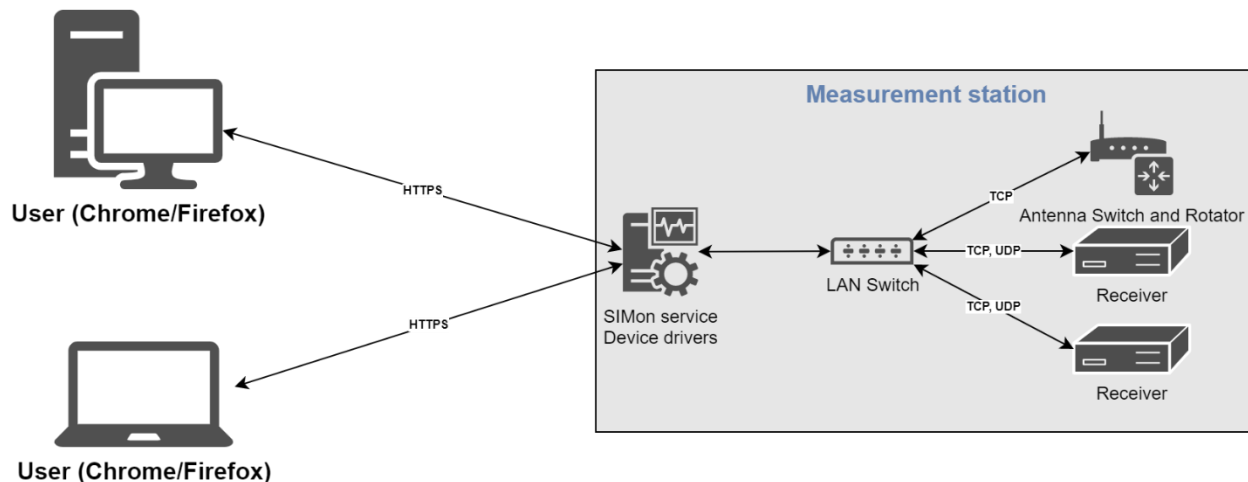 Measurement station
User (Chrome/Firefox)
HTTPS
TCP
Antenna Switch and Rotator
TCP, UDP
LAN Switch
Receiver
SIMon service
Device drivers
TCP, UDP
HTTPS
Receiver
User (Chrome/Firefox)